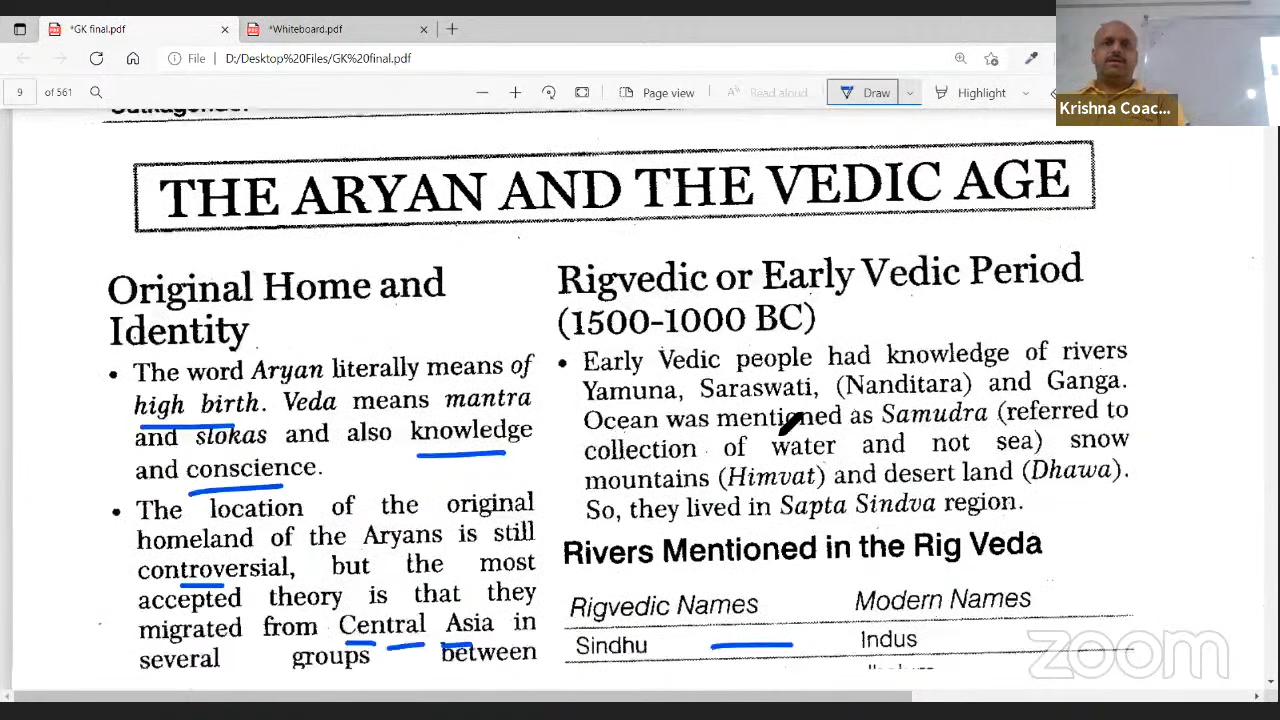 *GK final.pdf
*Whiteboard.pdf
File
D:/Desktop%20Files/GK%20final.pdf
9 of 561
Page view
Read aloud
Draw
Highlight
Krishna Coac...
THE ARYAN AND THE VEDIC AGE
Original Home and
Identity
• The word Aryan literally means of
high birth. Veda means mantra
and slokas and also knowledge
and conscience.
• The location of the original
homeland of the Aryans is still
controversial, but the most
accepted theory is that they
migrated from Central Asia in
several groups between
Rigvedic or Early Vedic Period
(1500-1000 BC)
• Early Vedic people had knowledge of rivers
Yamuna, Saraswati, (Nanditara) and Ganga.
Ocean was mentioned as Samudra (referred to
collection of water and not sea) snow
mountains (Himvat) and desert land (Dhawa).
So, they lived in Sapta Sindva region.
Rivers Mentioned in the Rig Veda
Rigvedic Names Modern Names
Sindhu Indus
zoom